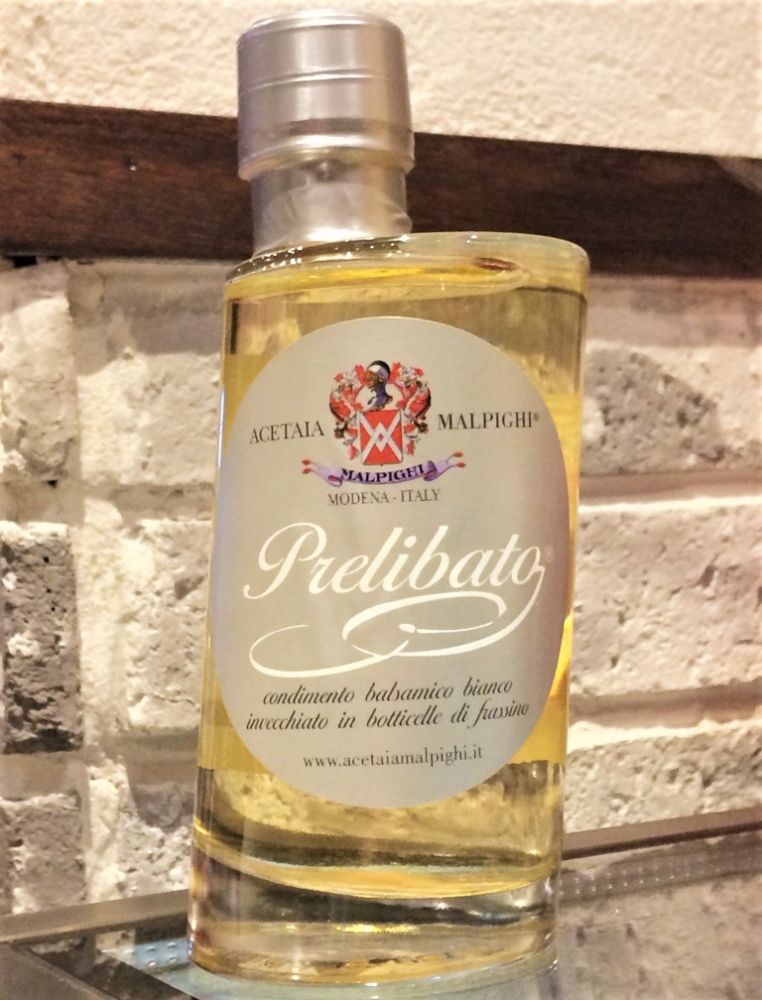 ACETAIA MALPIGHI®
MALPIGHI
MODENA - ITALY
Prelibato®
condimento balsamico bianco
invecchiato in botticelle di frassino
www.acetaiamalpighi.it